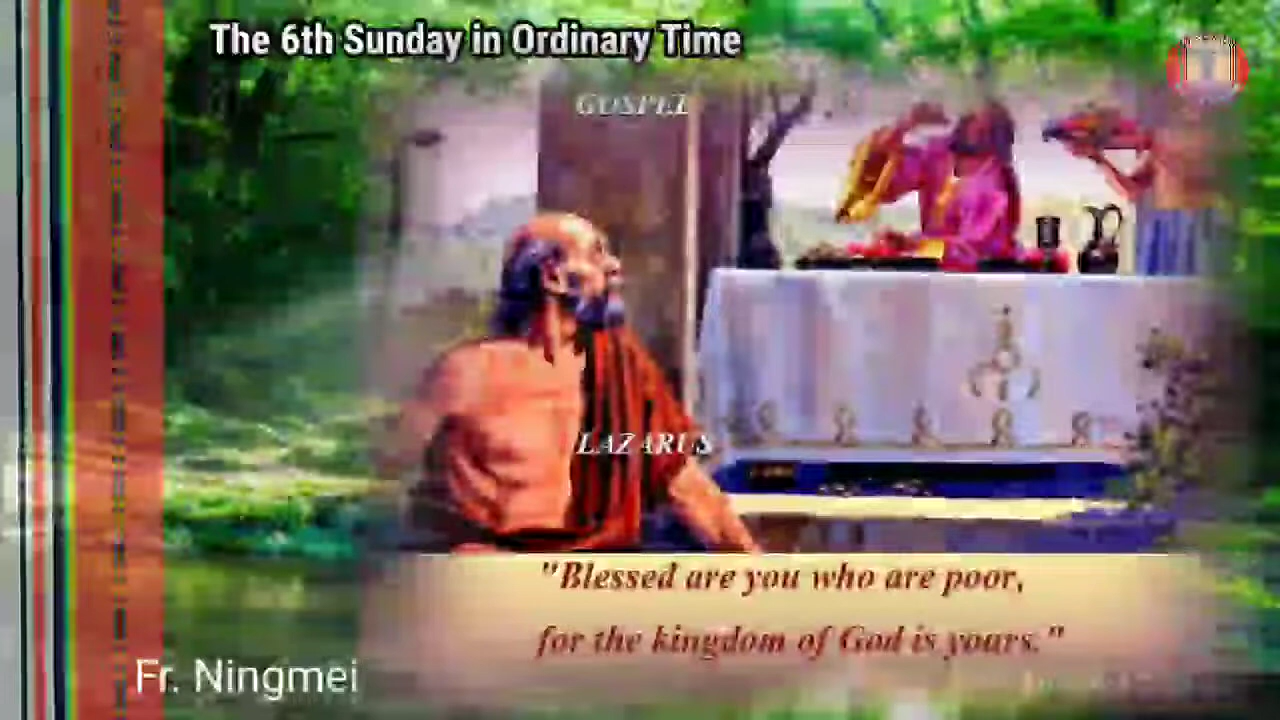 The 6th Sunday in Ordinary Time
GOSPEL
LAZARUS
"Blessed are you who are poor,
for the kingdom of God is yours."
Fr. Ningmei